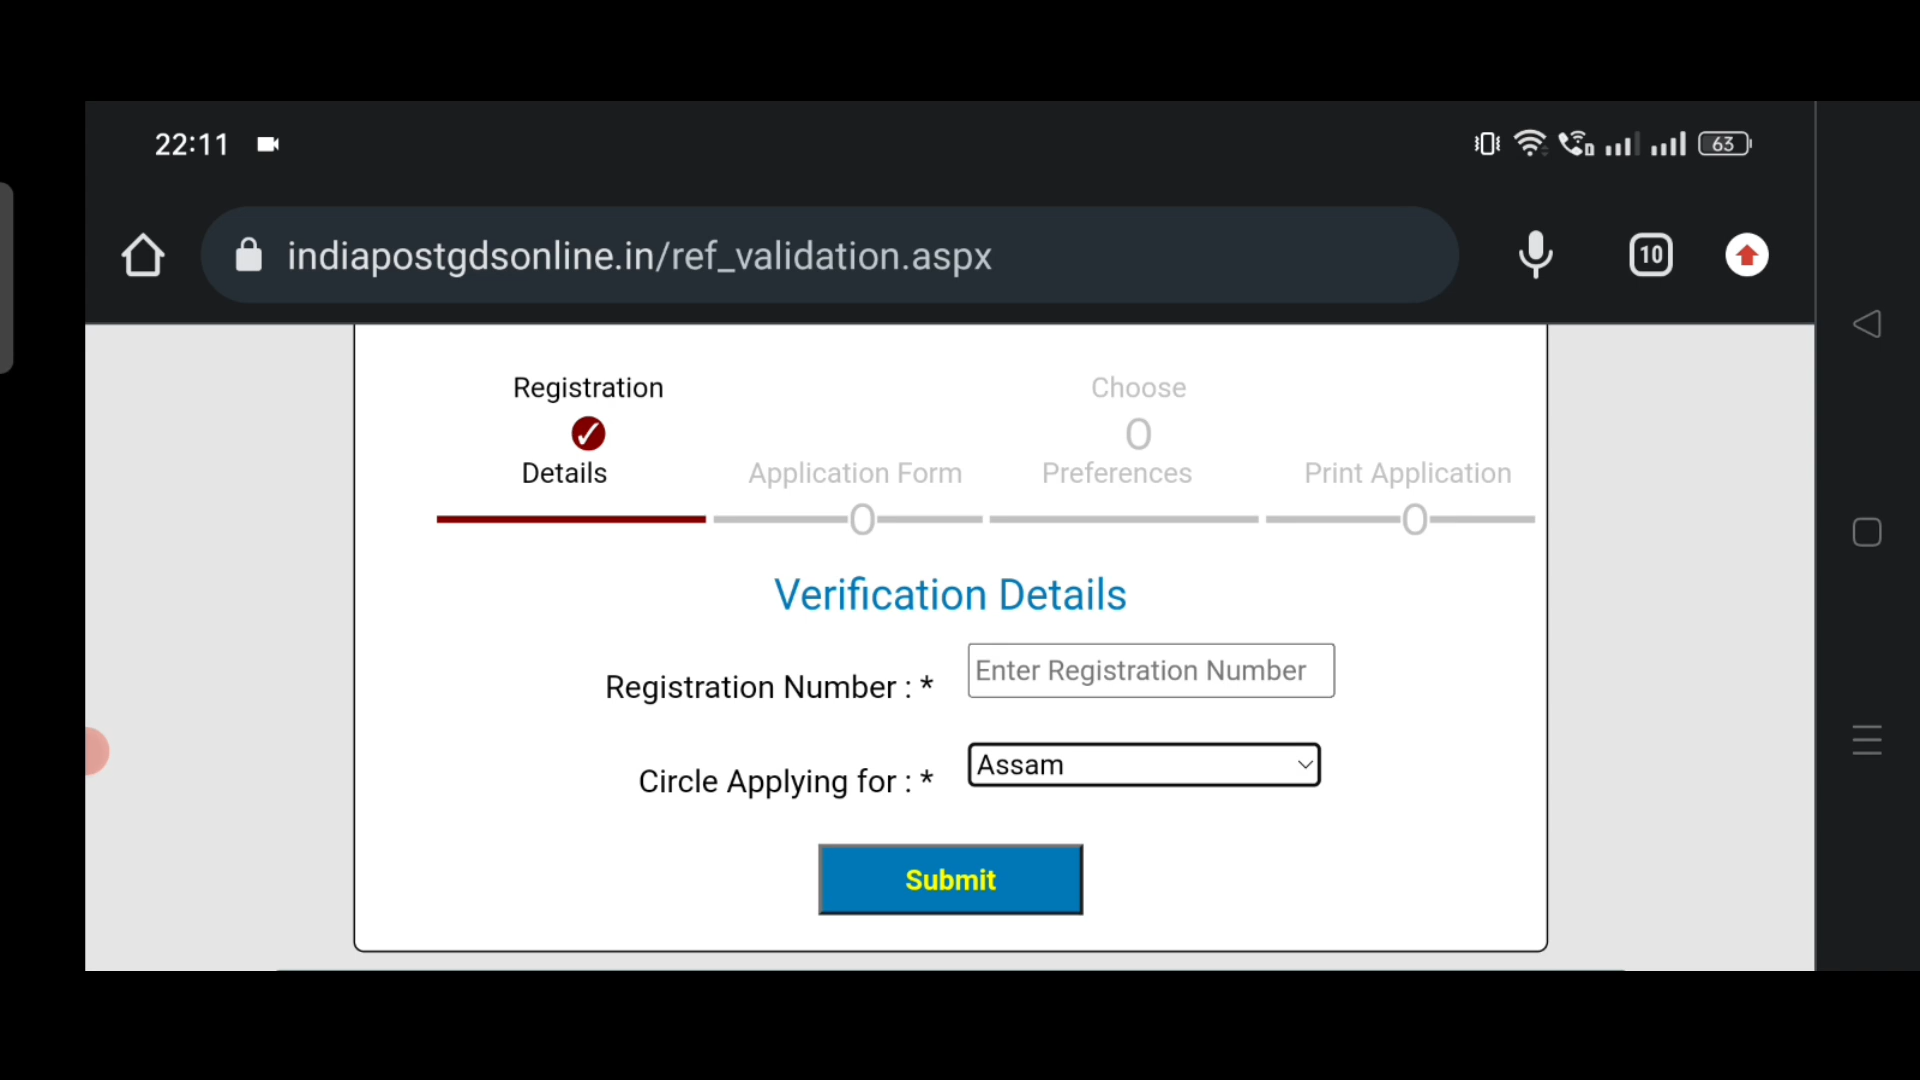 22:11
63
indiapostgdsonline.in/ref_validation.aspx
10
Registration
Details
Application Form
Choose
Preferences
Print Application
Verification Details
Registration Number : *
Enter Registration Number
Circle Applying for : *
Assam
Submit